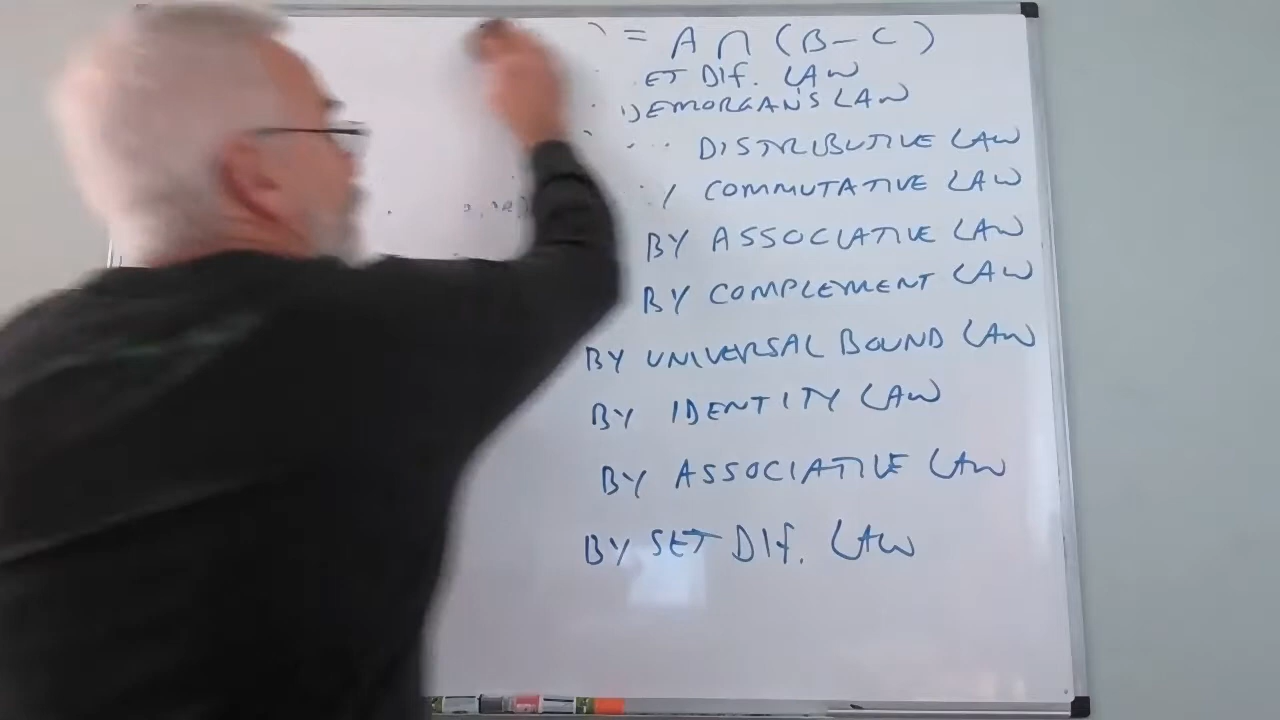 ) = A ∩ (B - C)
ET DIF. LAW
DEMORGAN'S LAW
DISTRIBUTIVE LAW
COMMUTATIVE LAW
BY ASSOCIATIVE LAW
BY COMPLEMENT LAW
BY UNIVERSAL BOUND LAW
BY IDENTITY LAW
BY ASSOCIATIVE LAW
BY SET DIF. LAW